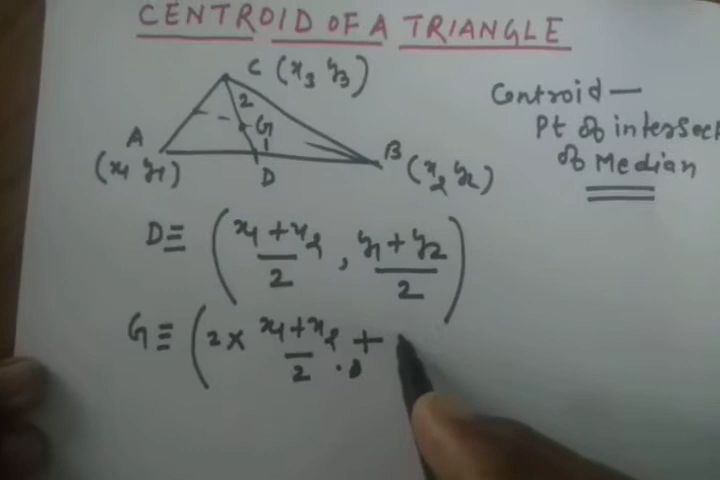 CENTROID OF A TRIANGLE
C (x₃ y₃)
2
G
A
1
B
(x₁ y₁)
D
(x₂ y₂)
Centroid —
Pt of intersect
of Median
D ≡ ( x₁ + x₂ / 2 , y₁ + y₂ / 2 )
G ≡ ( 2 × x₁ + x₂ / 2 +